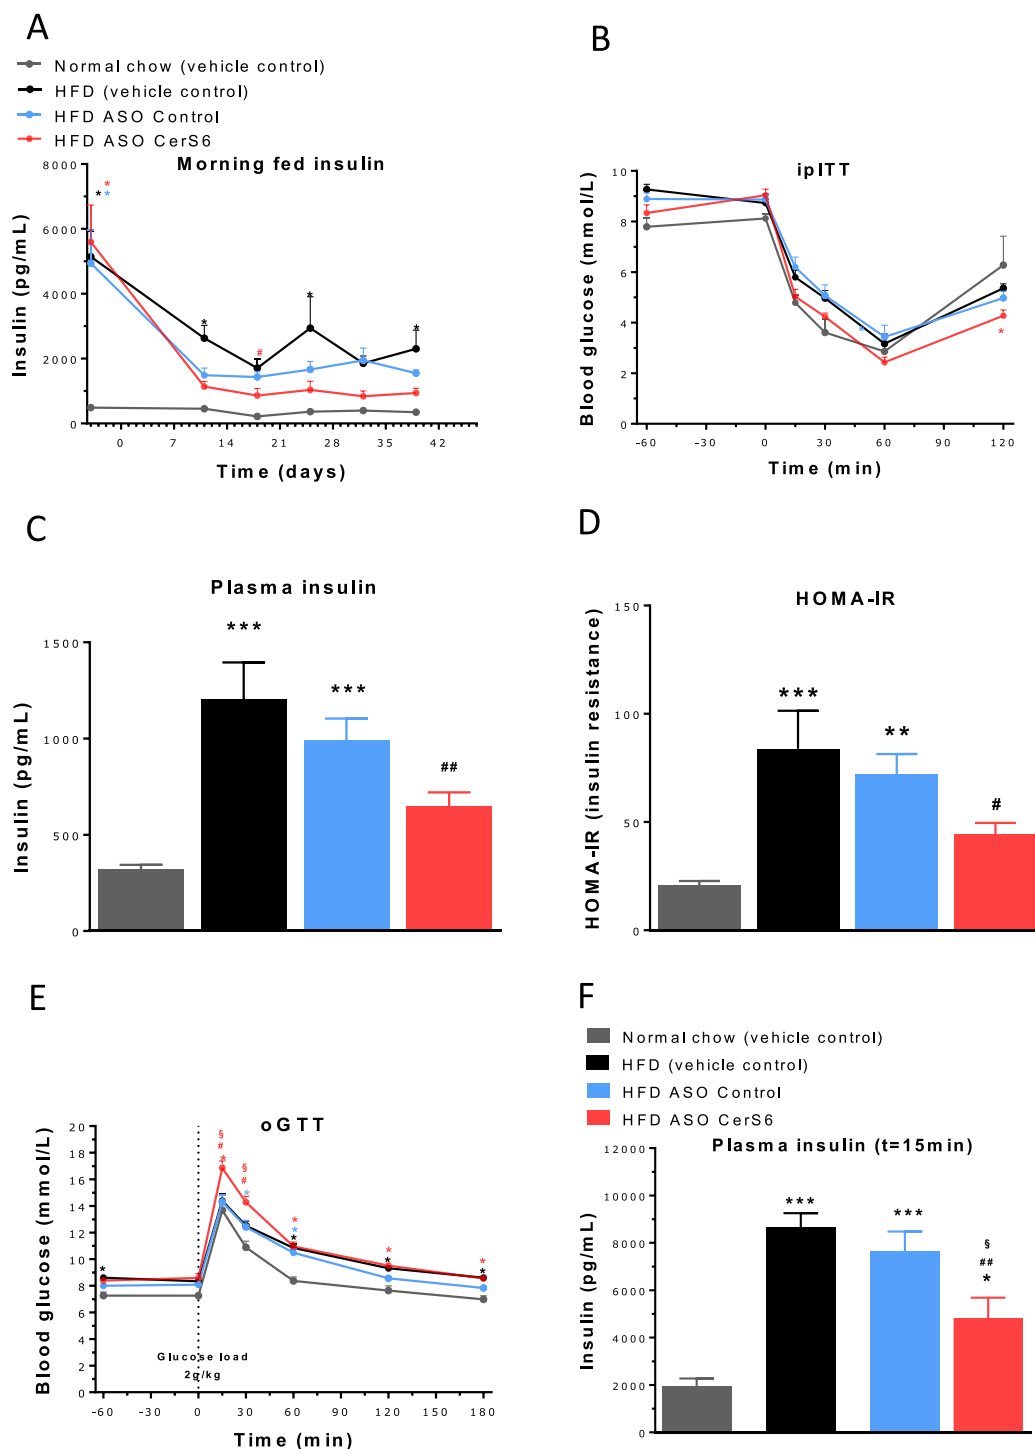 A
Normal chow (vehicle control)
HFD (vehicle control)
HFD ASO Control
HFD ASO CerS6
Morning fed insulin
Insulin (pg/mL)
8000
6000
4000
2000
0
* * *
*
#
*
*
0 7 14 21 28 35 42
Time (days)
B
ipITT
Blood glucose (mmol/L)
10
8
6
4
2
0
*
*
-60 -30 0 30 60 90 120
Time (min)
C
Plasma insulin
Insulin (pg/mL)
1500
1000
500
0
***
***
##
D
HOMA-IR
HOMA-IR (insulin resistance)
150
100
50
0
***
**
#
E
oGTT
Blood glucose (mmol/L)
20
18
16
14
12
10
8
6
4
2
0
*
§
#
*
§
#
*
*
*
*
*
*
*
*
Glucose load
2g/kg
-60 -30 0 30 60 90 120 150 180
Time (min)
F
Normal chow (vehicle control)
HFD (vehicle control)
HFD ASO Control
HFD ASO CerS6
Plasma insulin (t=15min)
Insulin (pg/mL)
12000
10000
8000
6000
4000
2000
0
***
***
§
##
*